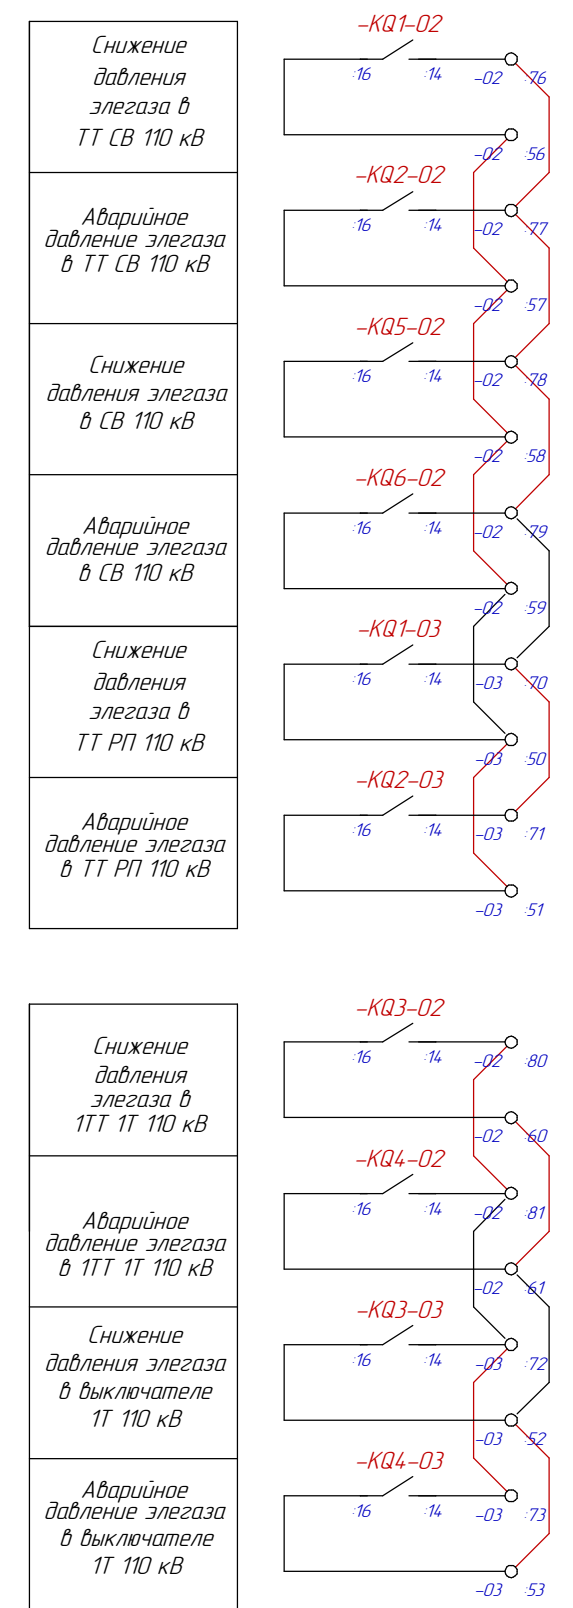 Снижение
давления
элегаза в
ТТ СВ 110 кВ
-KQ1-02
:16 :14 -02 :76
-02 :56
Аварийное
давление элегаза
в ТТ СВ 110 кВ
-KQ2-02
:16 :14 -02 :77
-02 :57
Снижение
давления элегаза
в СВ 110 кВ
-KQ5-02
:16 :14 -02 :78
-02 :58
Аварийное
давление элегаза
в СВ 110 кВ
-KQ6-02
:16 :14 -02 :79
-02 :59
Снижение
давления
элегаза в
ТТ РП 110 кВ
-KQ1-03
:16 :14 -03 :70
-03 :50
Аварийное
давление элегаза
в ТТ РП 110 кВ
-KQ2-03
:16 :14 -03 :71
-03 :51
Снижение
давления
элегаза в
1ТТ 1Т 110 кВ
-KQ3-02
:16 :14 -02 :80
-02 :60
Аварийное
давление элегаза
в 1ТТ 1Т 110 кВ
-KQ4-02
:16 :14 -02 :81
-02 :61
Снижение
давления элегаза
в выключателе
1Т 110 кВ
-KQ3-03
:16 :14 -03 :72
-03 :52
Аварийное
давление элегаза
в выключателе
1Т 110 кВ
-KQ4-03
:16 :14 -03 :73
-03 :53